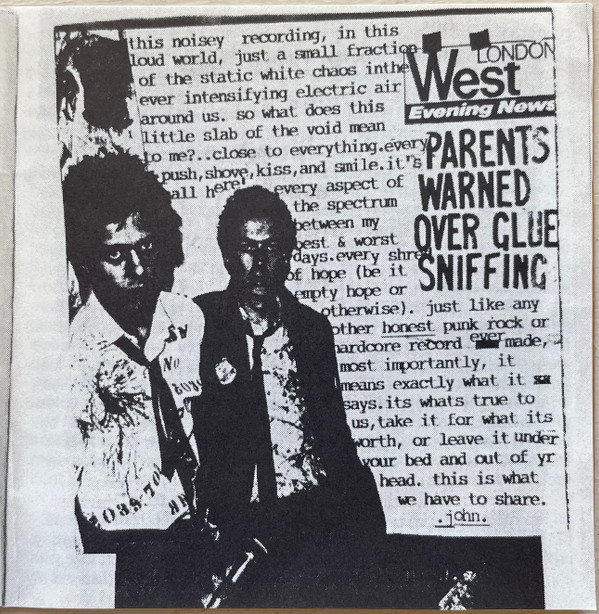 this noisey recording, in this
loud world, just a small fraction
of the static white chaos inthe
ever intensifying electric air
around us. so what does this
little slab of the void mean
to me?..close to everything.every
push,shove,kiss,and smile.it's
all here! every aspect of
the spectrum
between my
best & worst
days.every shred
of hope (be it
empty hope or
otherwise). just like any
other honest punk rock or
hardcore record ever made,
most importantly, it
means exactly what it
says.its whats true to
us,take it for what its
worth, or leave it under
your bed and out of yr
head. this is what
we have to share.
.john.
LONDON
West
Evening News
PARENTS
WARNED
OVER GLUE
SNIFFING
No